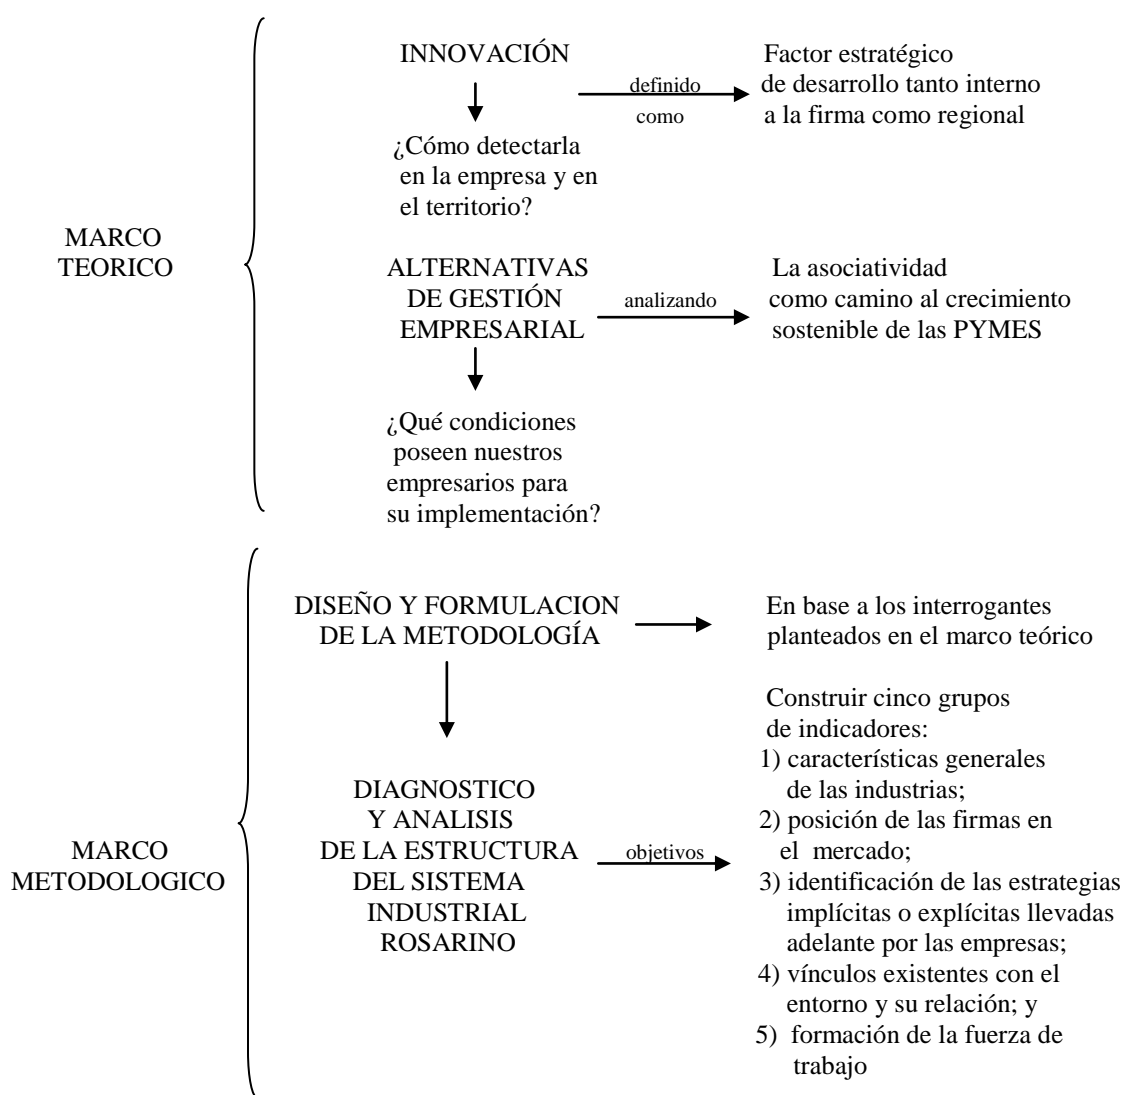 MARCO
TEORICO
INNOVACIÓN
definido
como
Factor estratégico
de desarrollo tanto interno
a la firma como regional
¿Cómo detectarla
en la empresa y en
el territorio?
ALTERNATIVAS
DE GESTIÓN
EMPRESARIAL
analizando
La asociatividad
como camino al crecimiento
sostenible de las PYMES
¿Qué condiciones
poseen nuestros
empresarios para
su implementación?
MARCO
METODOLOGICO
DISEÑO Y FORMULACION
DE LA METODOLOGÍA
En base a los interrogantes
planteados en el marco teórico
DIAGNOSTICO
Y ANALISIS
DE LA ESTRUCTURA
DEL SISTEMA
INDUSTRIAL
ROSARINO
objetivos
Construir cinco grupos
de indicadores:
1) característícas generales
de las industrias;
2) posición de las firmas en
el mercado;
3) identificación de las estrategias
implícitas o explícitas llevadas
adelante por las empresas;
4) vínculos existentes con el
entorno y su relación; y
5) formación de la fuerza de
trabajo